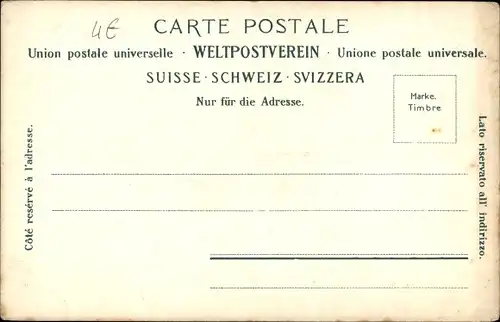 4€
CARTE POSTALE
Union postale universelle · WELTPOSTVEREIN · Unione postale universale.
SUISSE · SCHWEIZ · SVIZZERA
Nur für die Adresse.
Marke.
Timbre
Côté resérvé à l'adresse.
Lato riservato all' indirizzo.